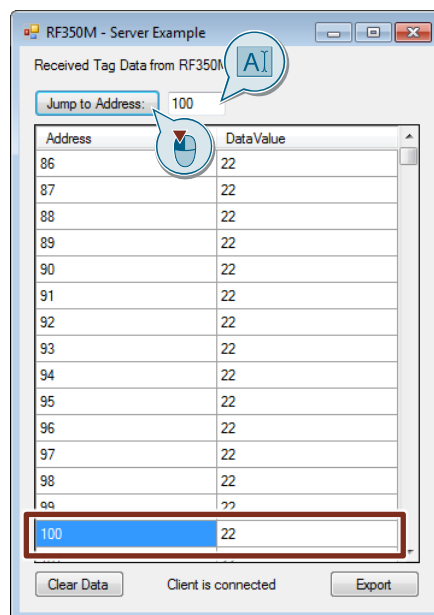 RF350M - Server Example
Received Tag Data from RF350M
A
Jump to Address: 100
Address DataValue
86 22
87 22
88 22
89 22
90 22
91 22
92 22
93 22
94 22
95 22
96 22
97 22
98 22
99 22
100 22
Clear Data Client is connected Export